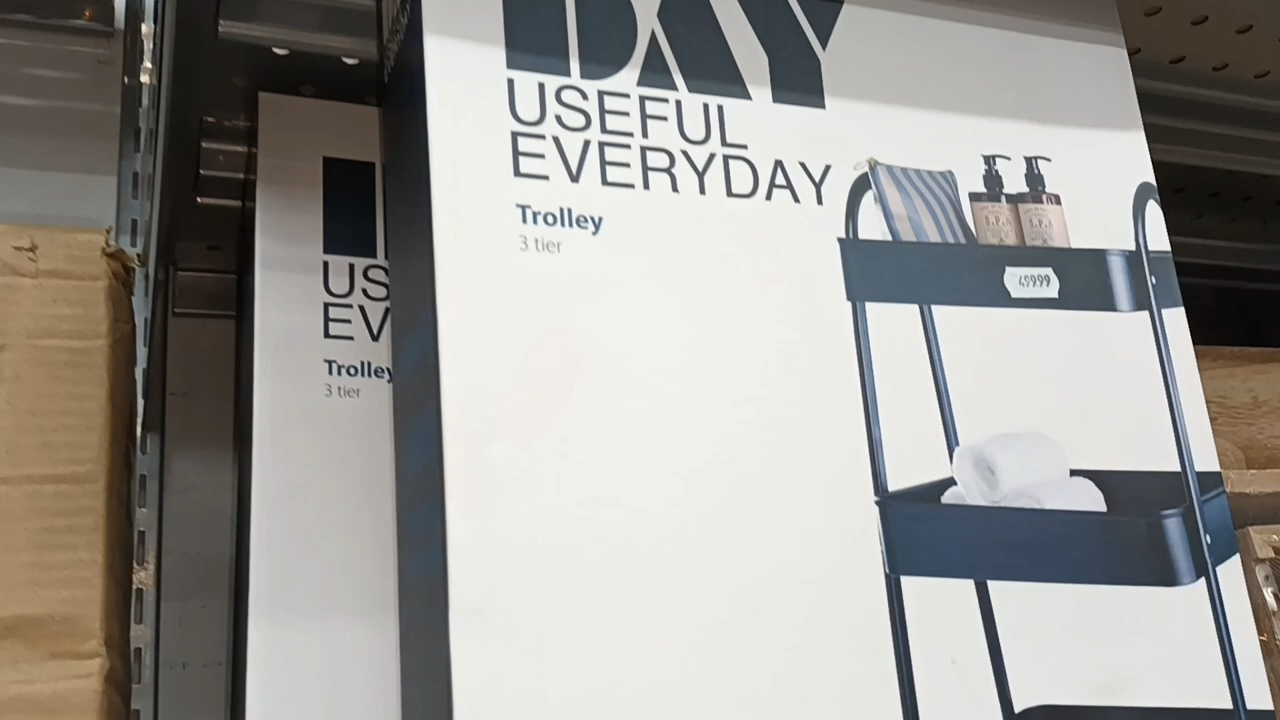 DAY
USEFUL
EVERYDAY
Trolley
3 tier
49999
US
EV
Trolley
3 tier